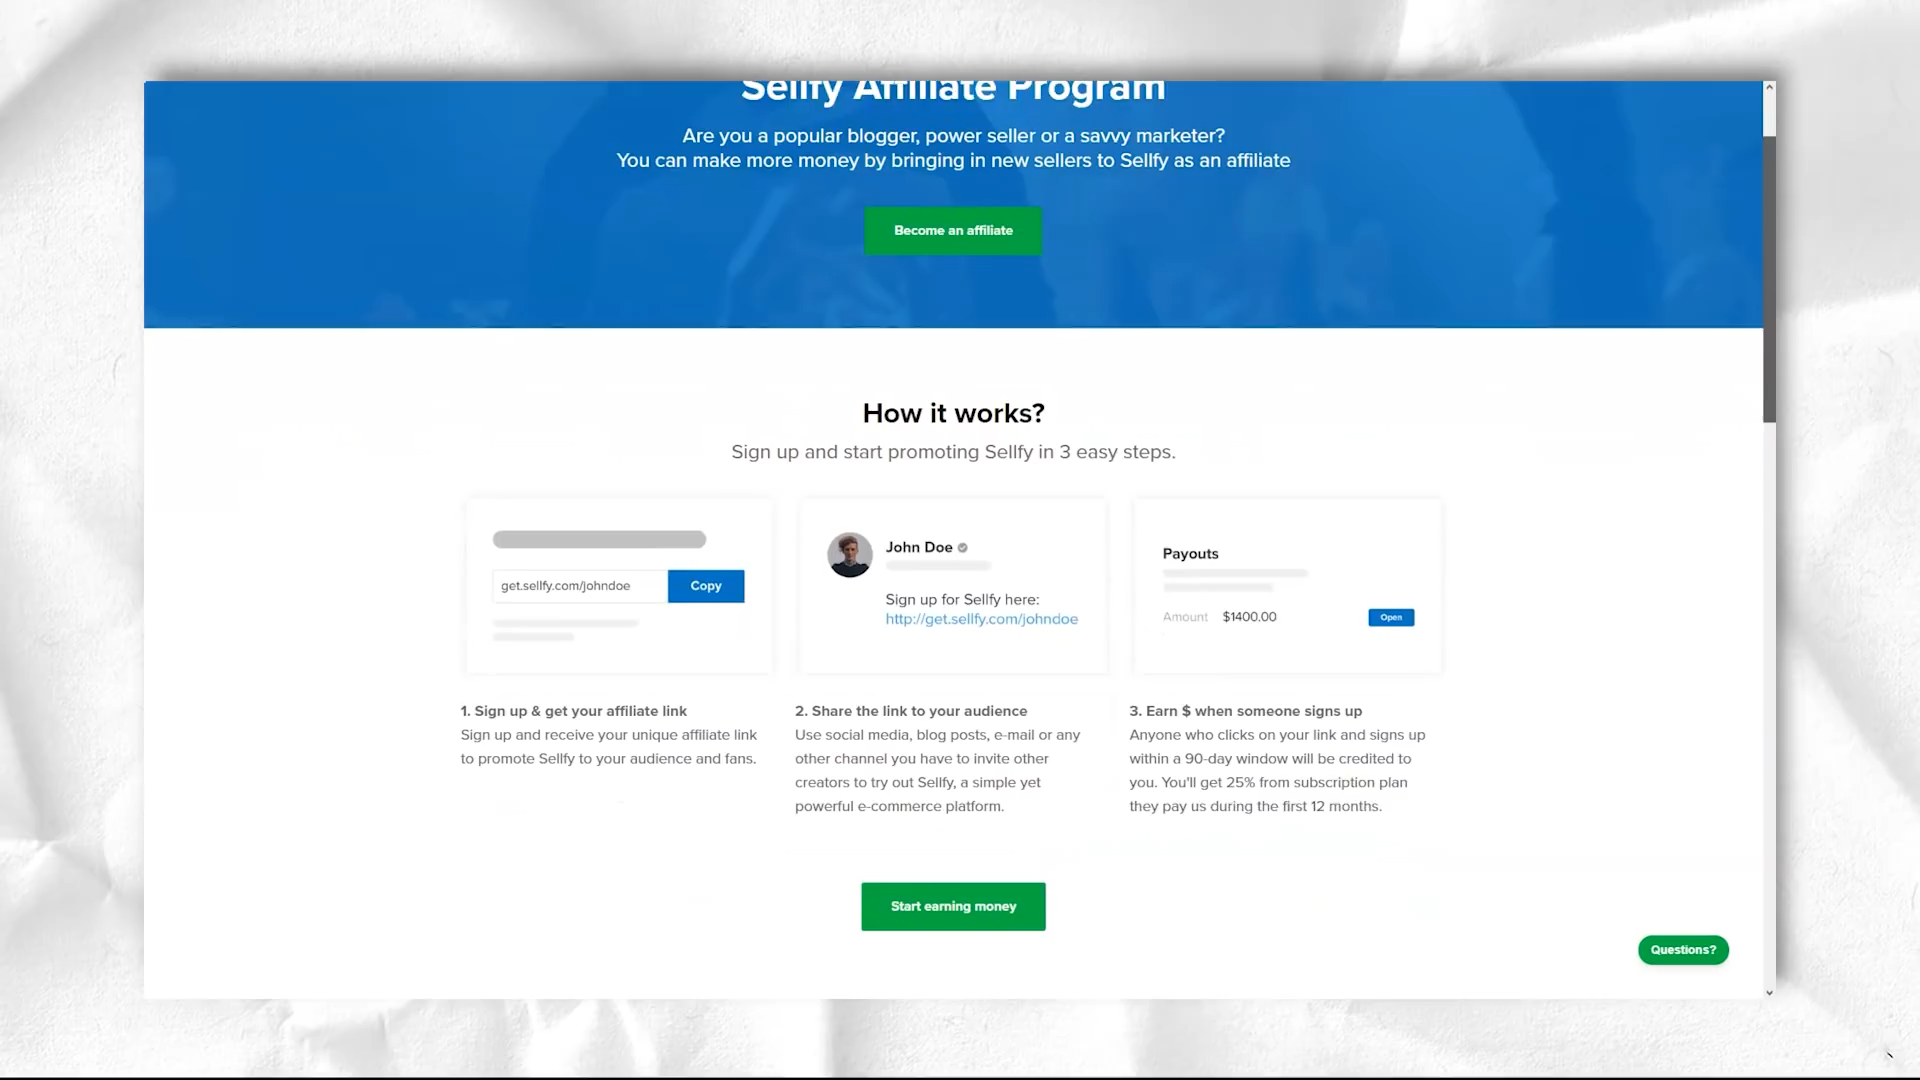 Sellfy Affiliate Program
Are you a popular blogger, power seller or a savvy marketer?
You can make more money by bringing in new sellers to Sellfy as an affiliate
Become an affiliate
How it works?
Sign up and start promoting Sellfy in 3 easy steps.
get.sellfy.com/johndoe
Copy
John Doe
Sign up for Sellfy here:
http://get.sellfy.com/johndoe
Payouts
Amount $1400.00
Open
1. Sign up & get your affiliate link
Sign up and receive your unique affiliate link
to promote Sellfy to your audience and fans.
2. Share the link to your audience
Use social media, blog posts, e-mail or any
other channel you have to invite other
creators to try out Sellfy, a simple yet
powerful e-commerce platform.
3. Earn $ when someone signs up
Anyone who clicks on your link and signs up
within a 90-day window will be credited to
you. You'll get 25% from subscription plan
they pay us during the first 12 months.
Start earning money
Questions?